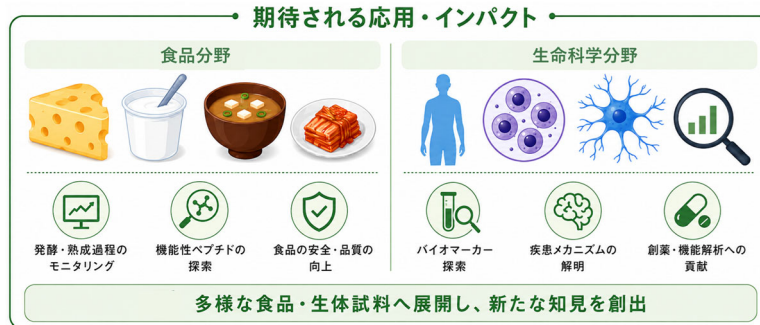 期待される応用・インパクト
食品分野
生命科学分野
発酵・熟成過程の
モニタリング
機能性ペプチドの
探索
食品の安全・品質の
向上
バイオマーカー
探索
疾患メカニズムの
解明
創薬・機能解析への
貢献
多様な食品・生体試料へ展開し、新たな知見を創出